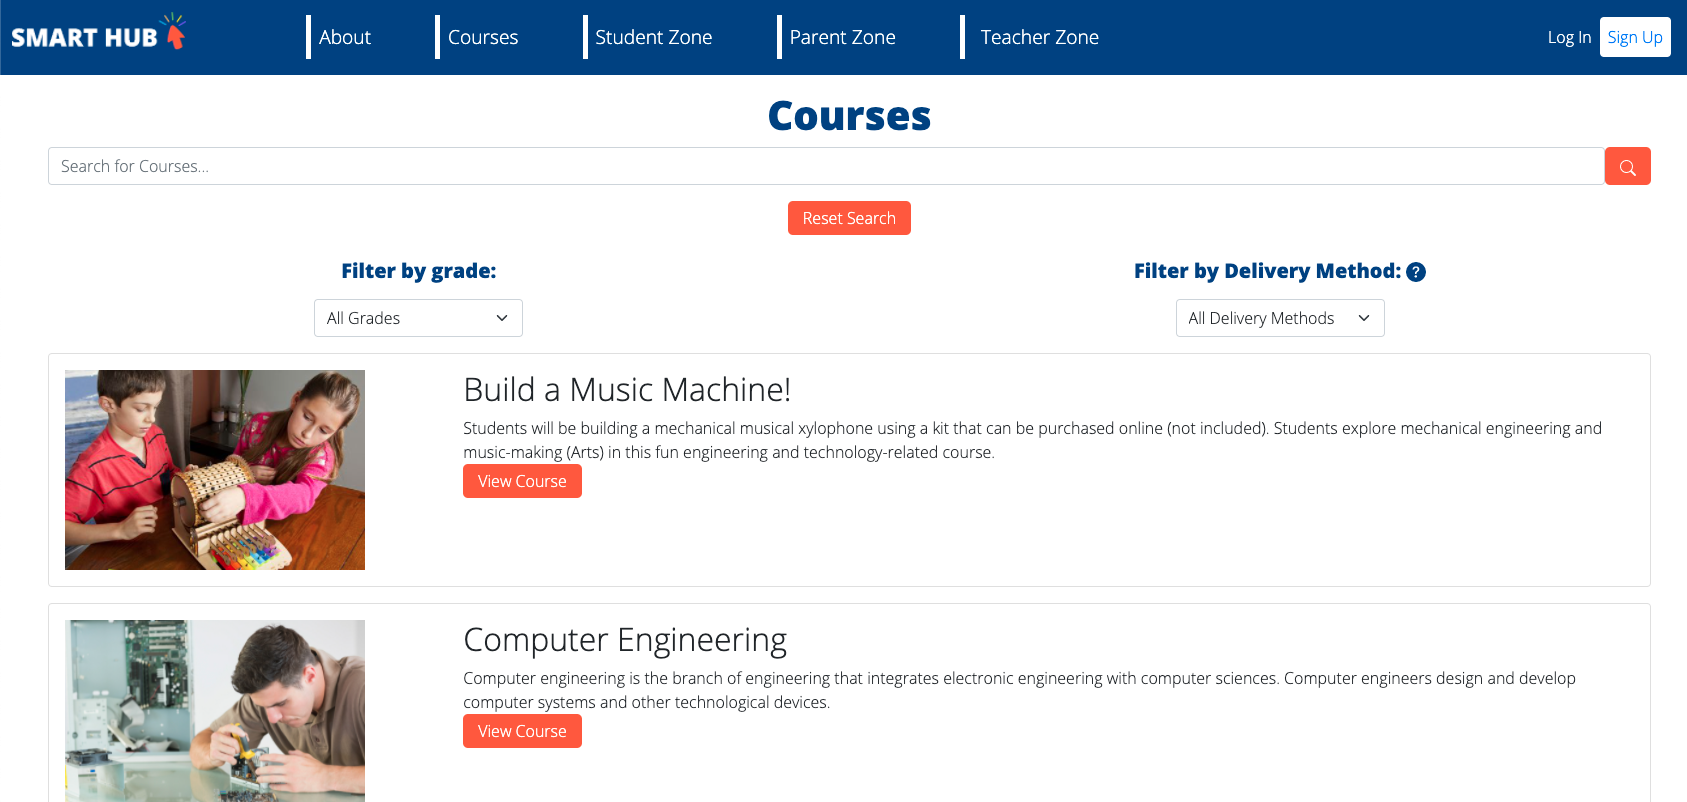 SMART HUB
About
Courses
Student Zone
Parent Zone
Teacher Zone
Log In
Sign Up
Courses
Search for Courses...
Reset Search
Filter by grade:
Filter by Delivery Method: ?
All Grades
All Delivery Methods
Build a Music Machine!
Students will be building a mechanical musical xylophone using a kit that can be purchased online (not included). Students explore mechanical engineering and
music-making (Arts) in this fun engineering and technology-related course.
View Course
Computer Engineering
Computer engineering is the branch of engineering that integrates electronic engineering with computer sciences. Computer engineers design and develop
computer systems and other technological devices.
View Course